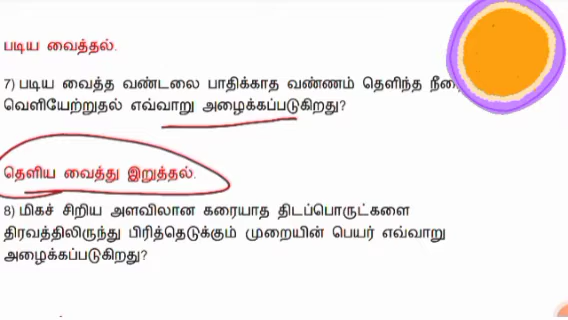 படிய வைத்தல்.
7) படிய வைத்த வண்டலை பாதிக்காத வண்ணம் தெளிந்த
வெளியேற்றுதல் எவ்வாறு அழைக்கப்படுகிறது?
தெளிய வைத்து இறுத்தல்.
8) மிகச் சிறிய அளவிலான கரையாத திடப்பொருட்களை
திரவத்திலிருந்து பிரித்தெடுக்கும் முறையின் பெயர் எவ்வாறு
அழைக்கப்படுகிறது?